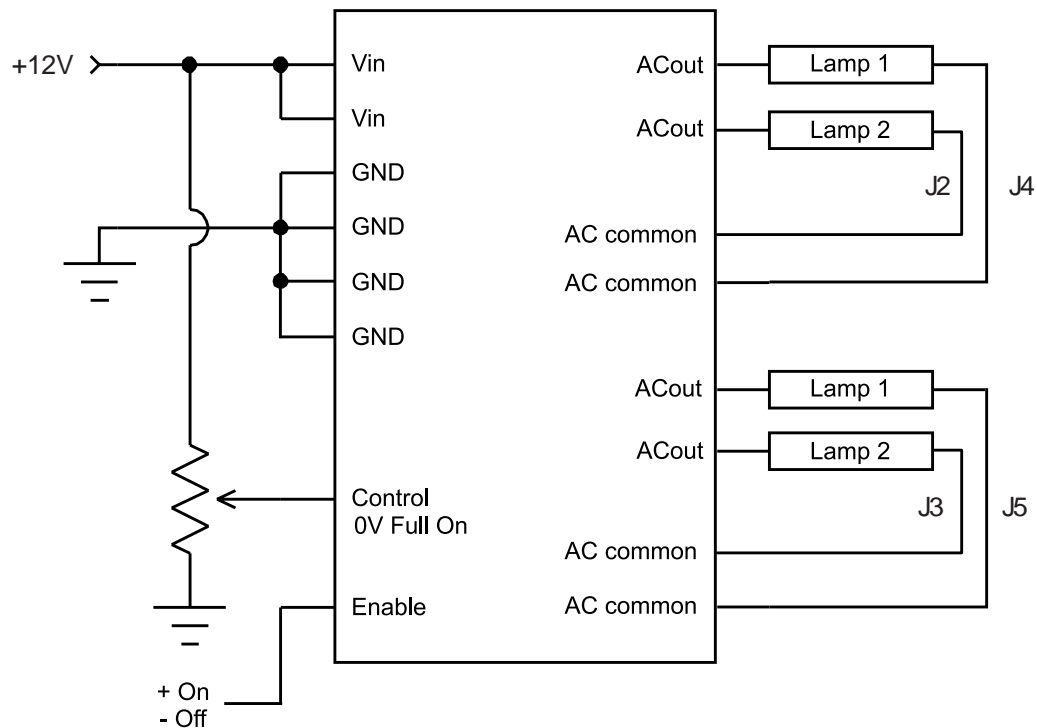 +12V
Vin
Vin
GND
GND
GND
GND
Control
0V Full On
Enable
+ On
- Off
ACout
Lamp 1
ACout
Lamp 2
J2
J4
AC common
AC common
ACout
Lamp 1
ACout
Lamp 2
J3
J5
AC common
AC common